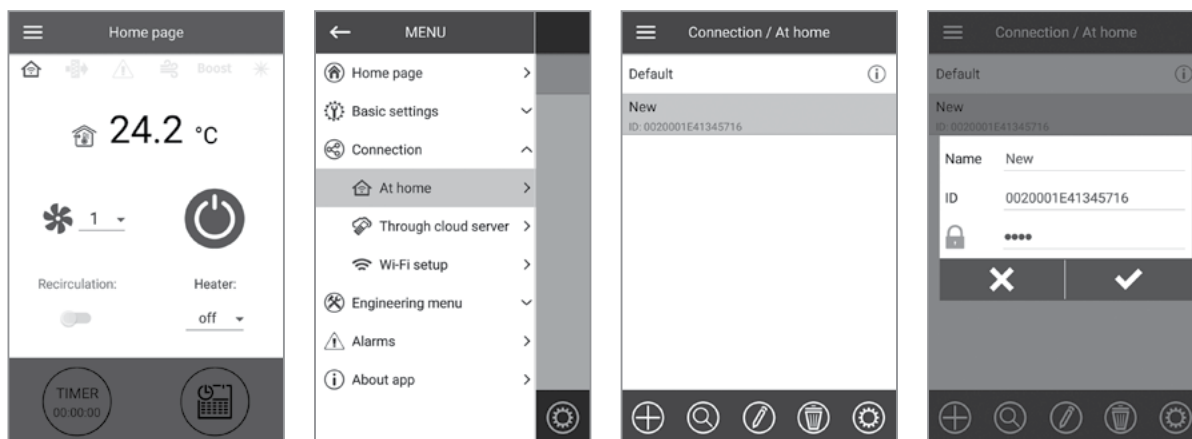 Home page
Boost
24.2 °C
1
Recirculation:
Heater:
off
TIMER
00:00:00
MENU
Home page
Basic settings
Connection
At home
Through cloud server
Wi-Fi setup
Engineering menu
Alarms
About app
Connection / At home
Default
New
ID: 0020001E41345716
Connection / At home
Default
New
ID: 0020001E41345716
Name New
ID 0020001E41345716
••••